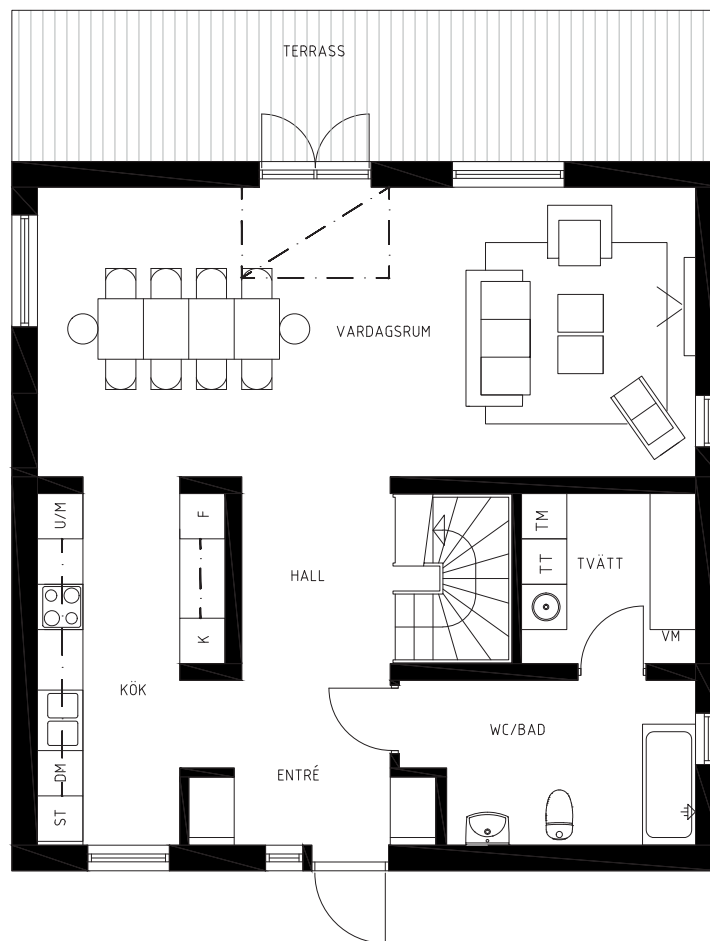 TERRASS
VARDAGSRUM
U/M
F
TM
HALL
TT
TVÄTT
K
VM
KÖK
WC/BAD
DM
ENTRÉ
ST